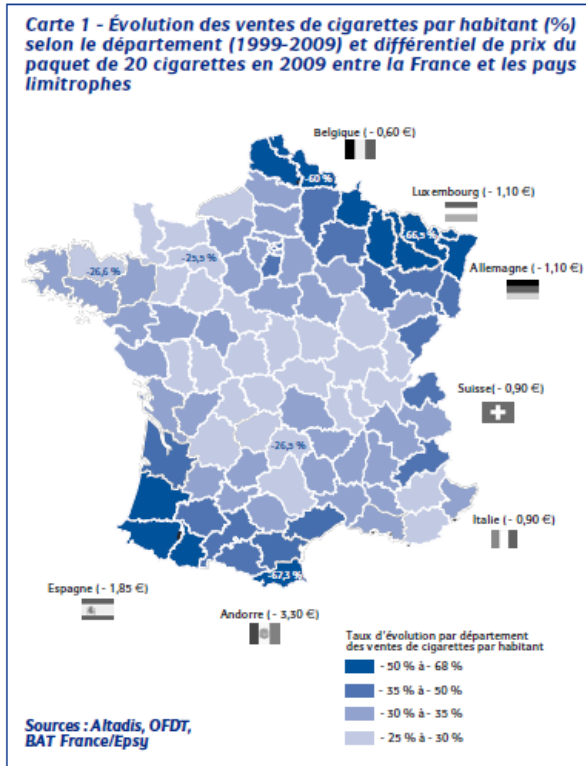 Carte 1 - Évolution des ventes de cigarettes par habitant (%)
selon le département (1999-2009) et différentiel de prix du
paquet de 20 cigarettes en 2009 entre la France et les pays
limitrophes
Belgique (- 0,60 €)
-60 %
Luxembourg (- 1,10 €)
-66,5 %
-25,5 %
-26,6 %
Allemagne (- 1,10 €)
Suisse(- 0,90 €)
-26,5 %
Italie (- 0,90 €)
-67,3 %
Espagne (- 1,85 €)
Andorre (- 3,30 €)
Taux d'évolution par département
des ventes de cigarettes par habitant
- 50 % à - 68 %
- 35 % à - 50 %
- 30 % à - 35 %
- 25 % à - 30 %
Sources : Altadis, OFDT,
BAT France/Epsy